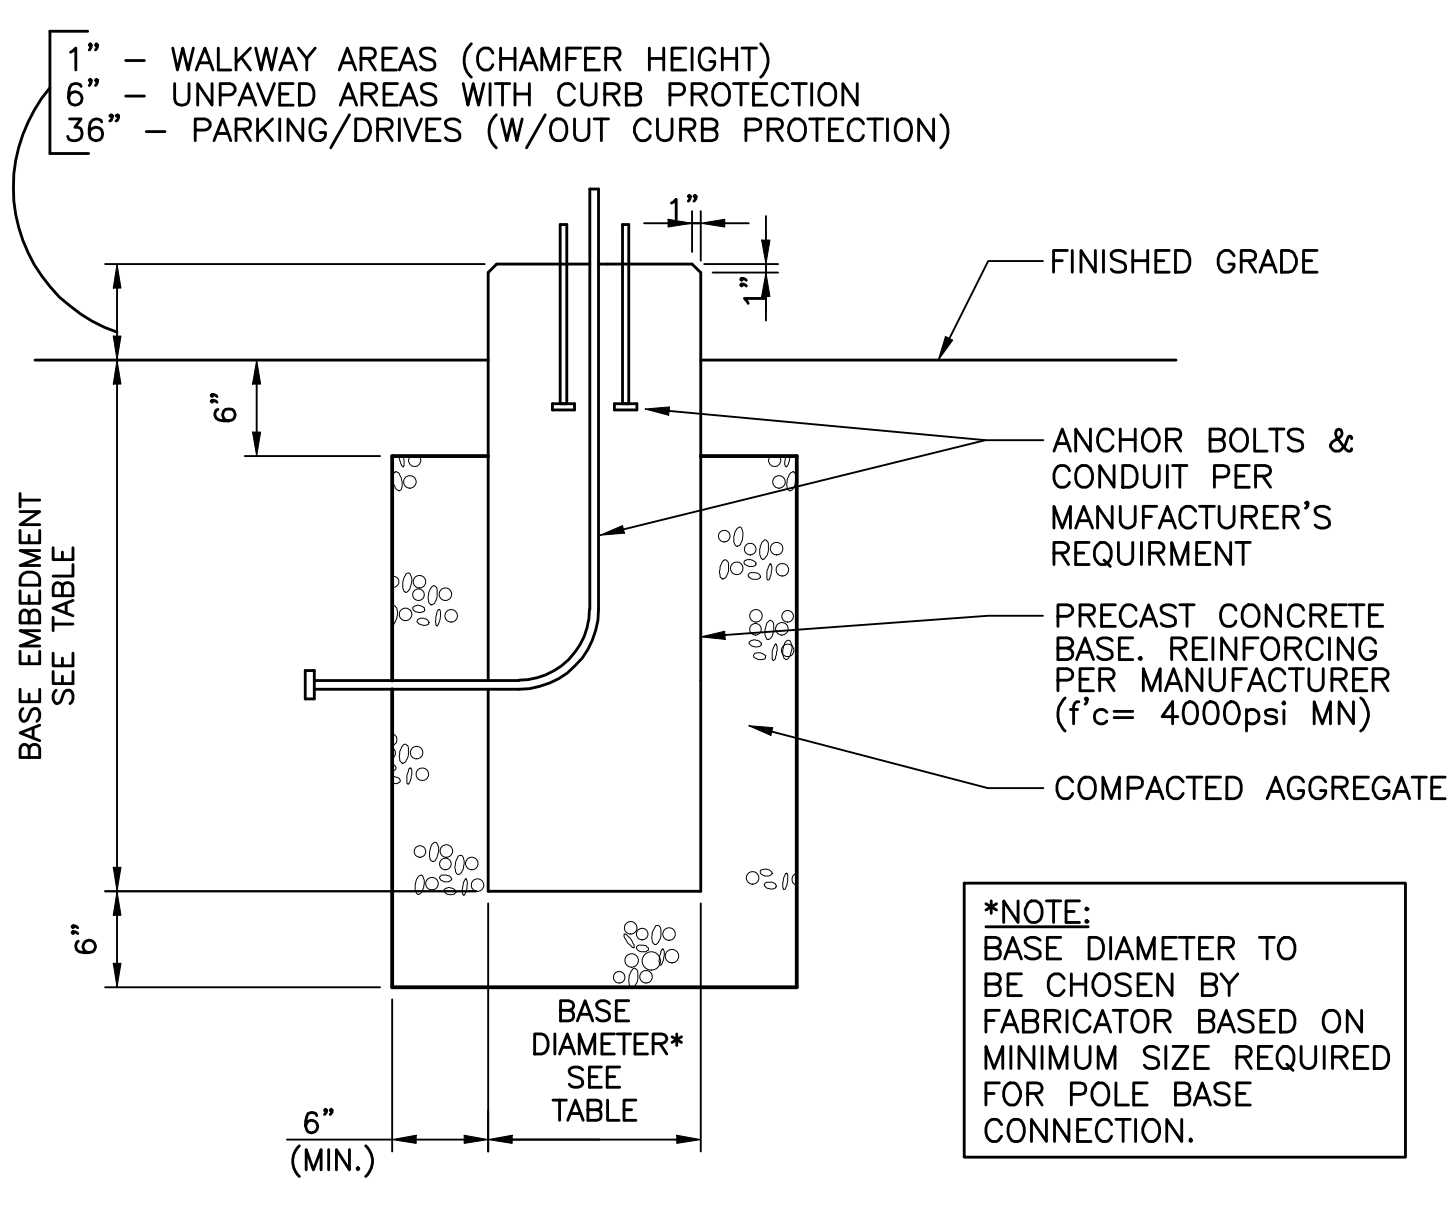 1” – WALKWAY AREAS (CHAMFER HEIGHT)
6” – UNPAVED AREAS WITH CURB PROTECTION
36” – PARKING/DRIVES (W/OUT CURB PROTECTION)
1”
1”
FINISHED GRADE
6”
ANCHOR BOLTS &
CONDUIT PER
MANUFACTURER’S
REQUIRMENT
BASE EMBEDMENT
SEE TABLE
PRECAST CONCRETE
BASE. REINFORCING
PER MANUFACTURER
(f'c= 4000psi MN)
COMPACTED AGGREGATE
6”
*NOTE:
BASE DIAMETER TO
BE CHOSEN BY
FABRICATOR BASED ON
MINIMUM SIZE REQUIRED
FOR POLE BASE
CONNECTION.
BASE
DIAMETER*
SEE
TABLE
6”
(MIN.)